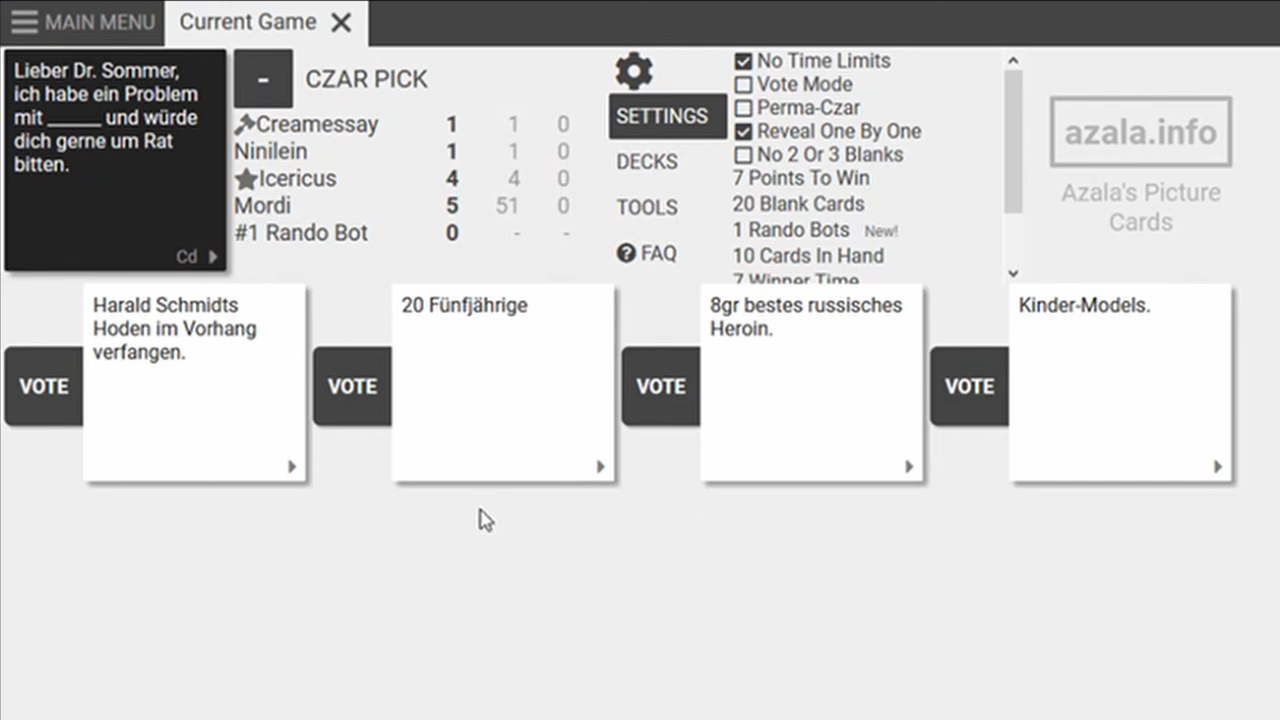 MAIN MENU
Current Game
Lieber Dr. Sommer,
ich habe ein Problem
mit ______ und würde
dich gerne um Rat
bitten.
Cd
-
CZAR PICK
Creamessay 1 1 0
Ninilein 1 1 0
Icericus 4 4 0
Mordi 5 51 0
#1 Rando Bot 0 - -
SETTINGS
DECKS
TOOLS
? FAQ
No Time Limits
Vote Mode
Perma-Czar
Reveal One By One
No 2 Or 3 Blanks
7 Points To Win
20 Blank Cards
1 Rando Bots New!
10 Cards In Hand
7 Winner Time
azala.info
Azala's Picture
Cards
VOTE
Harald Schmidts
Hoden im Vorhang
verfangen.
VOTE
20 Fünfjährige
VOTE
8gr bestes russisches
Heroin.
VOTE
Kinder-Models.